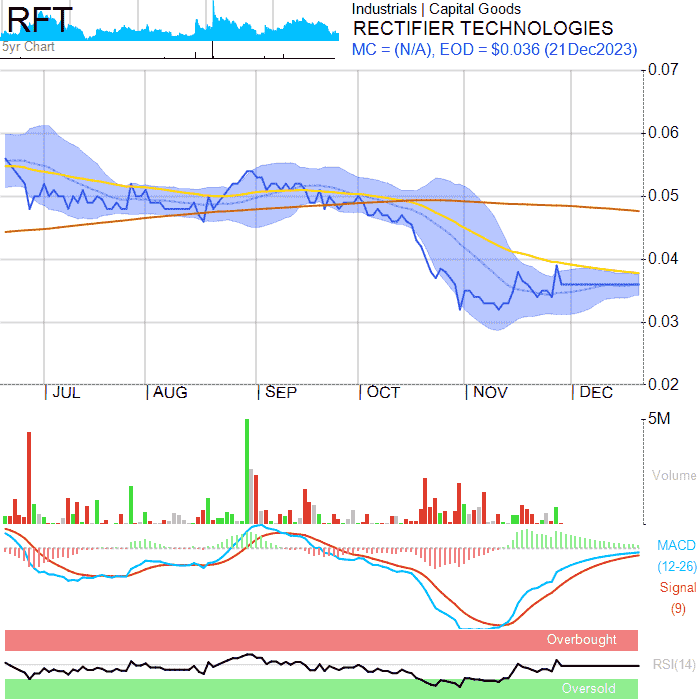 RFT
5yr Chart
Industrials | Capital Goods
RECTIFIER TECHNOLOGIES
MC = (N/A), EOD = $0.036 (21Dec2023)
0.07
0.06
0.05
0.04
0.03
0.02
JUL AUG SEP OCT NOV DEC
5M
Volume
MACD
(12-26)
Signal
(9)
Overbought
RSI(14)
Oversold